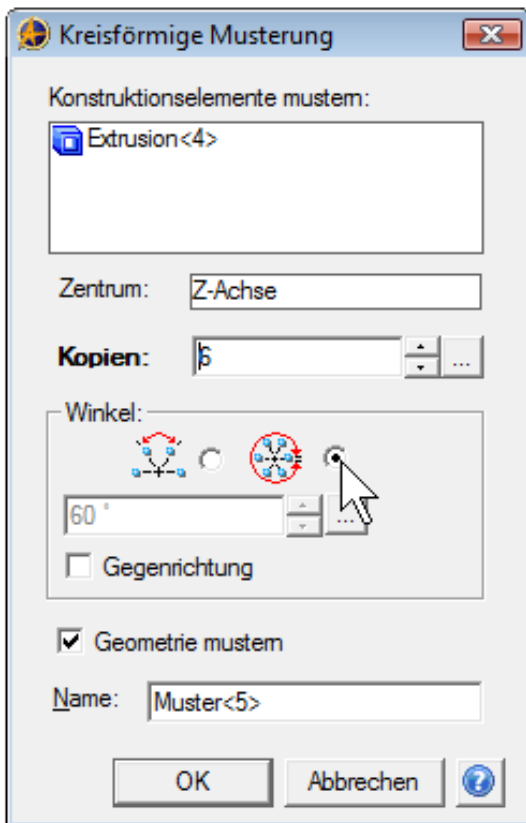 Kreisförmige Musterung
Konstruktionselemente mustern:
Extrusion<4>
Zentrum: Z-Achse
Kopien: 6 ...
Winkel:
60 ° ...
Gegenrichtung
Geometrie mustern
Name: Muster<5>
OK Abbrechen ?